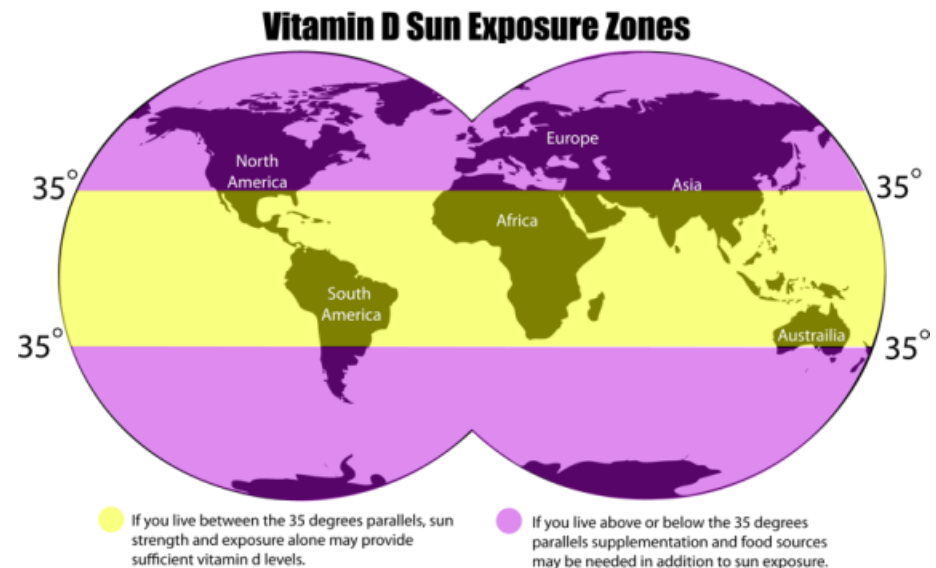 Vitamin D Sun Exposure Zones
Europe
North
America
35°
35°
Asia
Africa
South
America
Austrailia
35°
35°
If you live between the 35 degrees parallels, sun
strength and exposure alone may provide
sufficient vitamin d levels.
If you live above or below the 35 degrees
parallels supplementation and food sources
may be needed in addition to sun exposure.